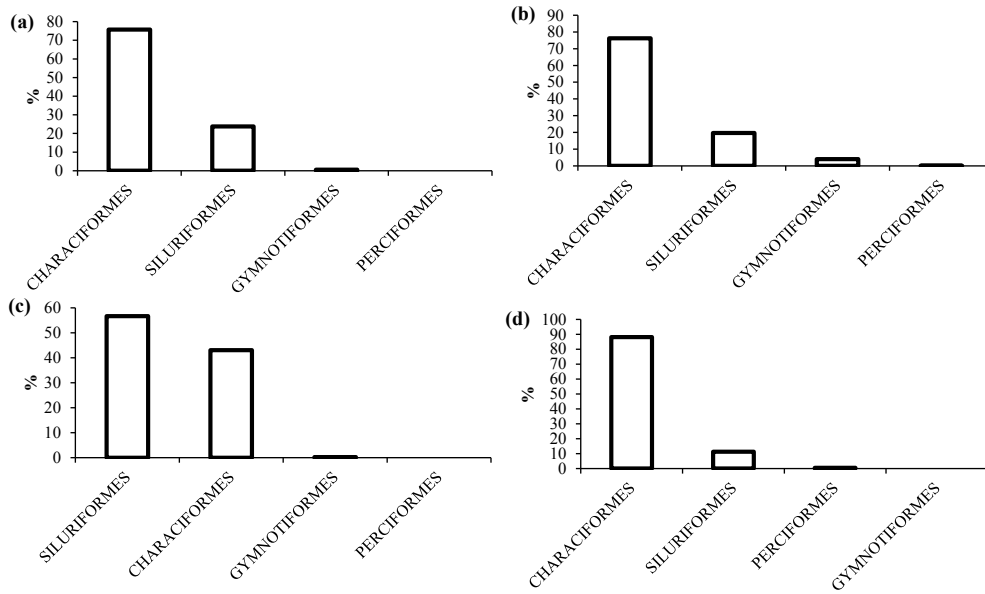 (a)
80
70
60
50
40
30
20
10
0
%
CHARACIFORMES
SILURIFORMES
GYMNOTIFORMES
PERCIFORMES
(b)
90
80
70
60
50
40
30
20
10
0
%
CHARACIFORMES
SILURIFORMES
GYMNOTIFORMES
PERCIFORMES
(c)
60
50
40
30
20
10
0
%
SILURIFORMES
CHARACIFORMES
GYMNOTIFORMES
PERCIFORMES
(d)
100
90
80
70
60
50
40
30
20
10
0
%
CHARACIFORMES
SILURIFORMES
PERCIFORMES
GYMNOTIFORMES